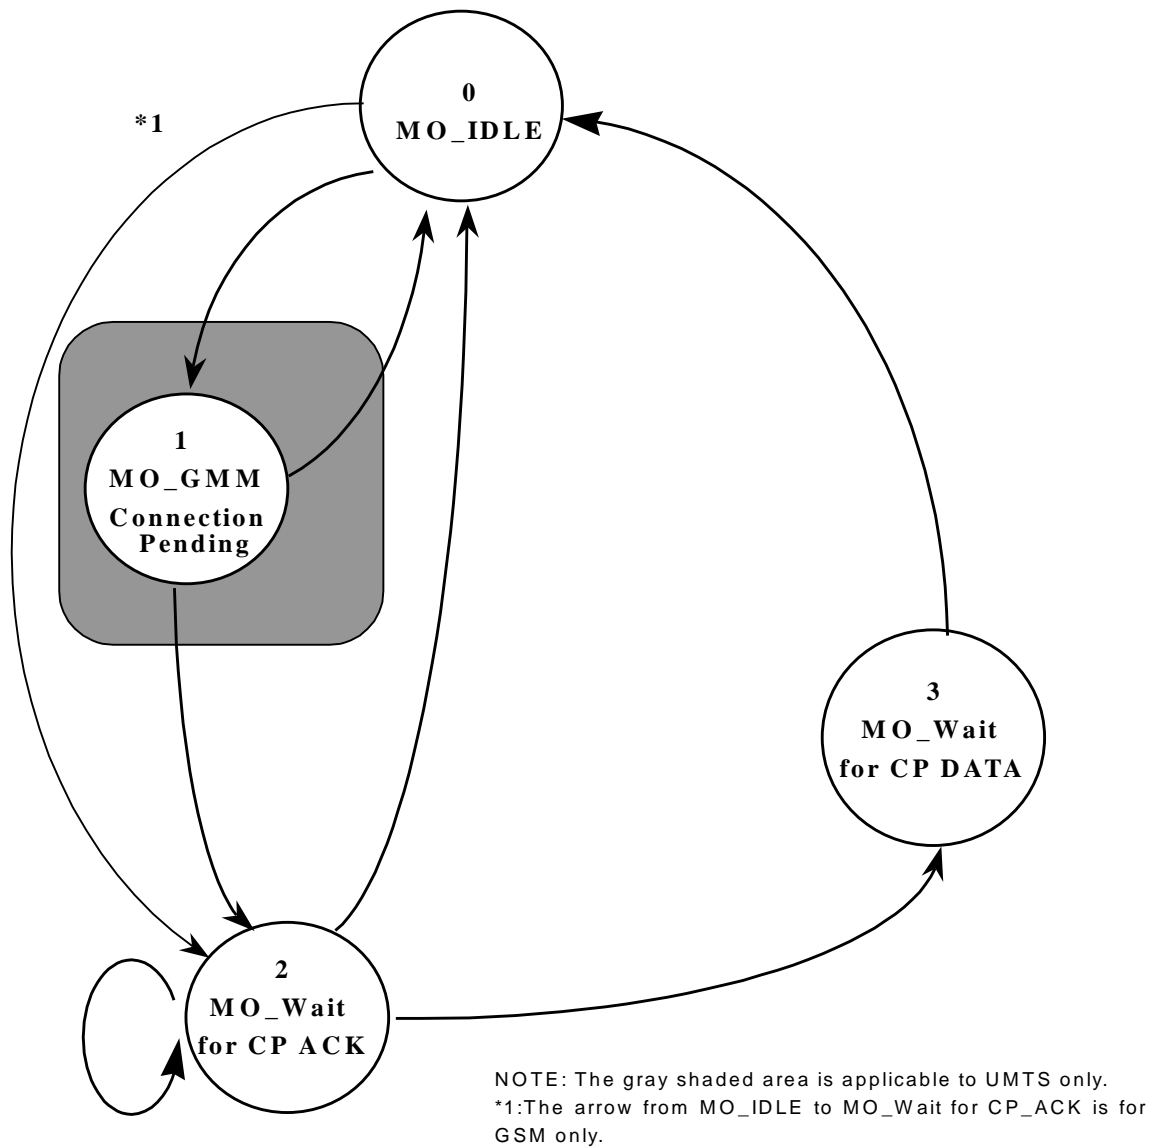 0
MO_IDLE
*1
1
MO_GMM
Connection
Pending
3
MO_Wait
for CP DATA
2
MO_Wait
for CP ACK
NOTE: The gray shaded area is applicable to UMTS only.
*1:The arrow from MO_IDLE to MO_Wait for CP_ACK is for
GSM only.